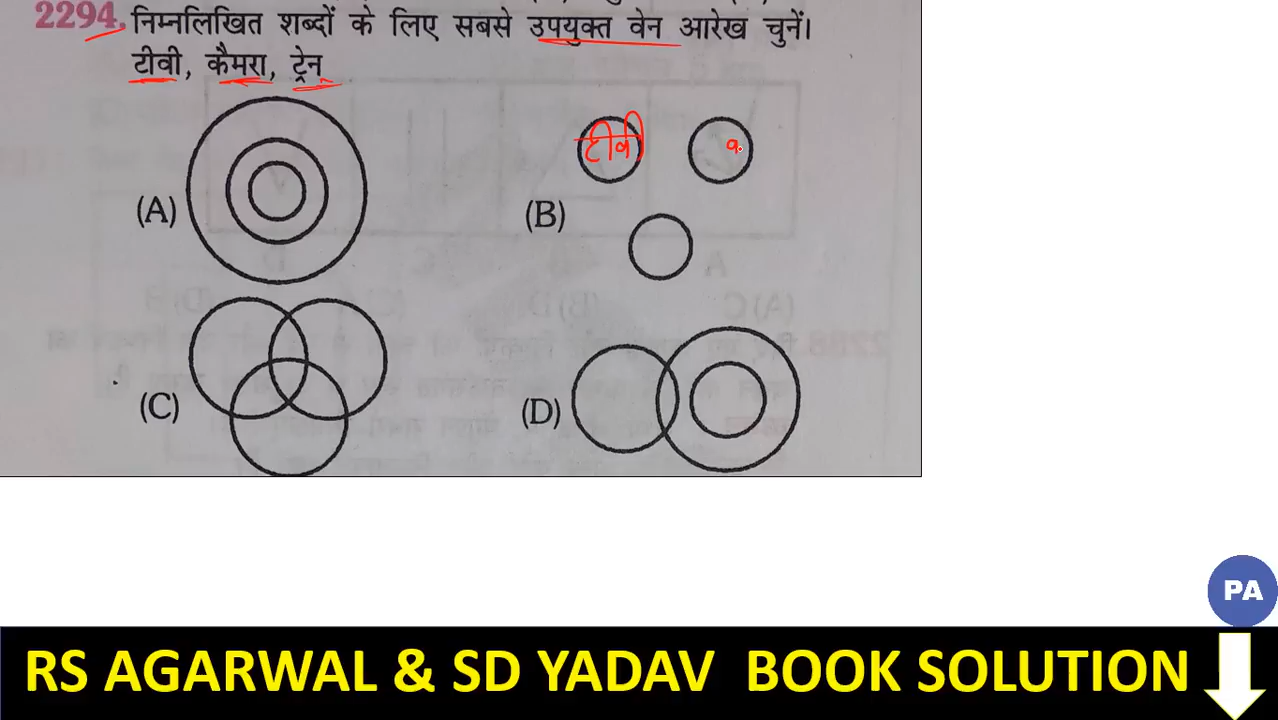 2294. निम्नलिखित शब्दों के लिए सबसे उपयुक्त वेन आरेख चुनें।
टीवी, कैमरा, ट्रेन
(A)
टीवी
(B)
(C)
(D)
PA
RS AGARWAL & SD YADAV BOOK SOLUTION